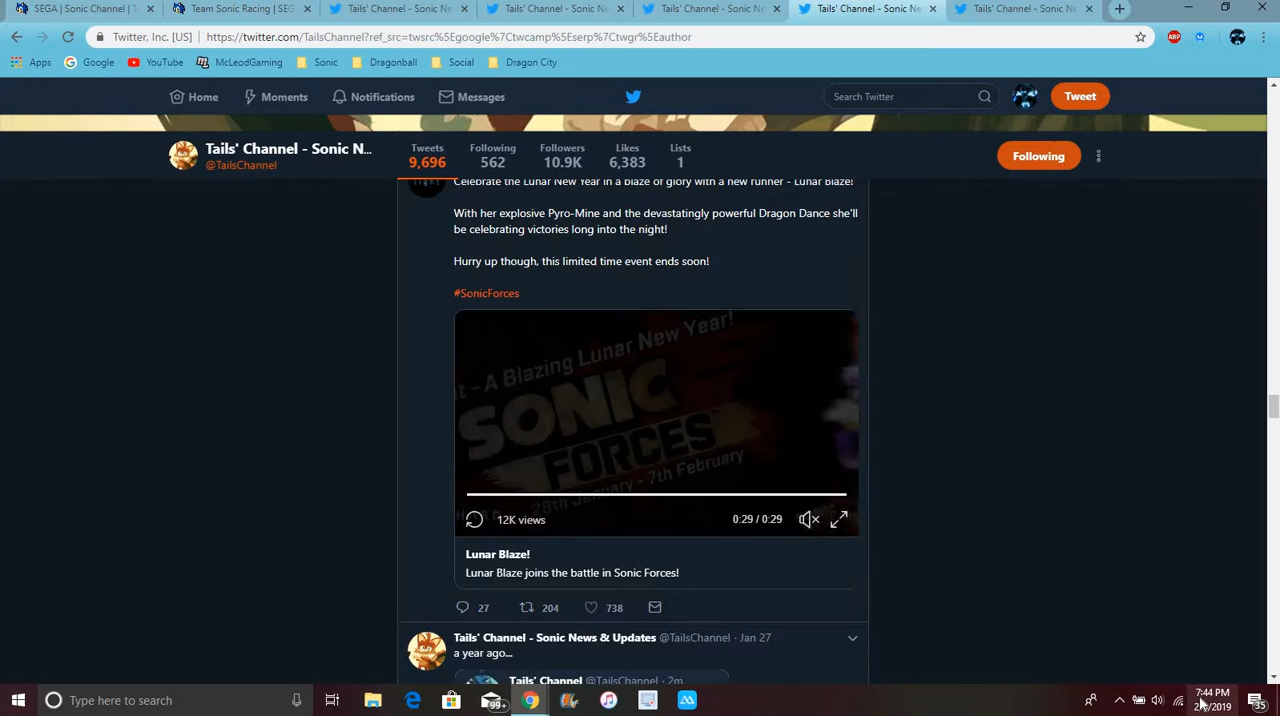 SEGA | Sonic Channel | T
Team Sonic Racing | SEG
Tails' Channel - Sonic Ne
Tails' Channel - Sonic Ne
Tails' Channel - Sonic Ne
Tails' Channel - Sonic Ne
Tails' Channel - Sonic Ne
Twitter, Inc. [US] | https://twitter.com/TailsChannel?ref_src=twsrc%5Egoogle%7Ctwcamp%5Eserp%7Ctwgr%5Eauthor
ABP
Apps Google YouTube McLeodGaming Sonic Dragonball Social Dragon City
Home Moments Notifications Messages Search Twitter Tweet
Tails' Channel - Sonic N...
@TailsChannel
Tweets Following Followers Likes Lists
9,696 562 10.9K 6,383 1
Following
Celebrate the Lunar New Year in a blaze of glory with a new runner - Lunar Blaze!
With her explosive Pyro-Mine and the devastatingly powerful Dragon Dance she'll
be celebrating victories long into the night!
Hurry up though, this limited time event ends soon!
#SonicForces
- A Blazing Lunar New Year!
SONIC
FORCES
28th January - 7th February
12K views 0:29 / 0:29
Lunar Blaze!
Lunar Blaze joins the battle in Sonic Forces!
27 204 738
Tails' Channel - Sonic News & Updates @TailsChannel · Jan 27
a year ago...
Tails' Channel @TailsChannel · 2m
Type here to search
99+
7:44 PM
35